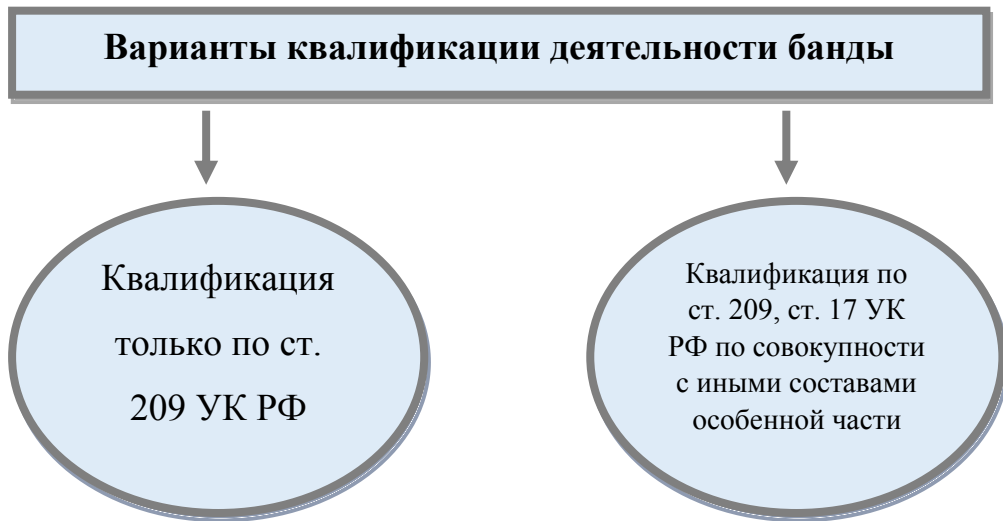 Варианты квалификации деятельности банды
Квалификация
только по ст.
209 УК РФ
Квалификация по
ст. 209, ст. 17 УК
РФ по совокупности
с иными составами
особенной части